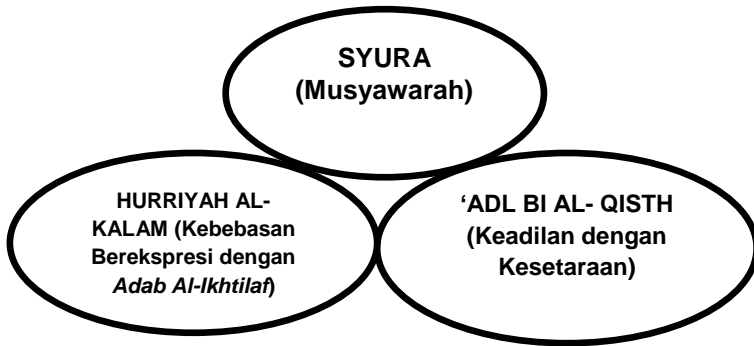 SYURA
(Musyawarah)
HURRIYAH AL-
KALAM (Kebebasan
Berekspresi dengan
Adab Al-Ikhtilaf)
‘ADL BI AL- QISTH
(Keadilan dengan
Kesetaraan)